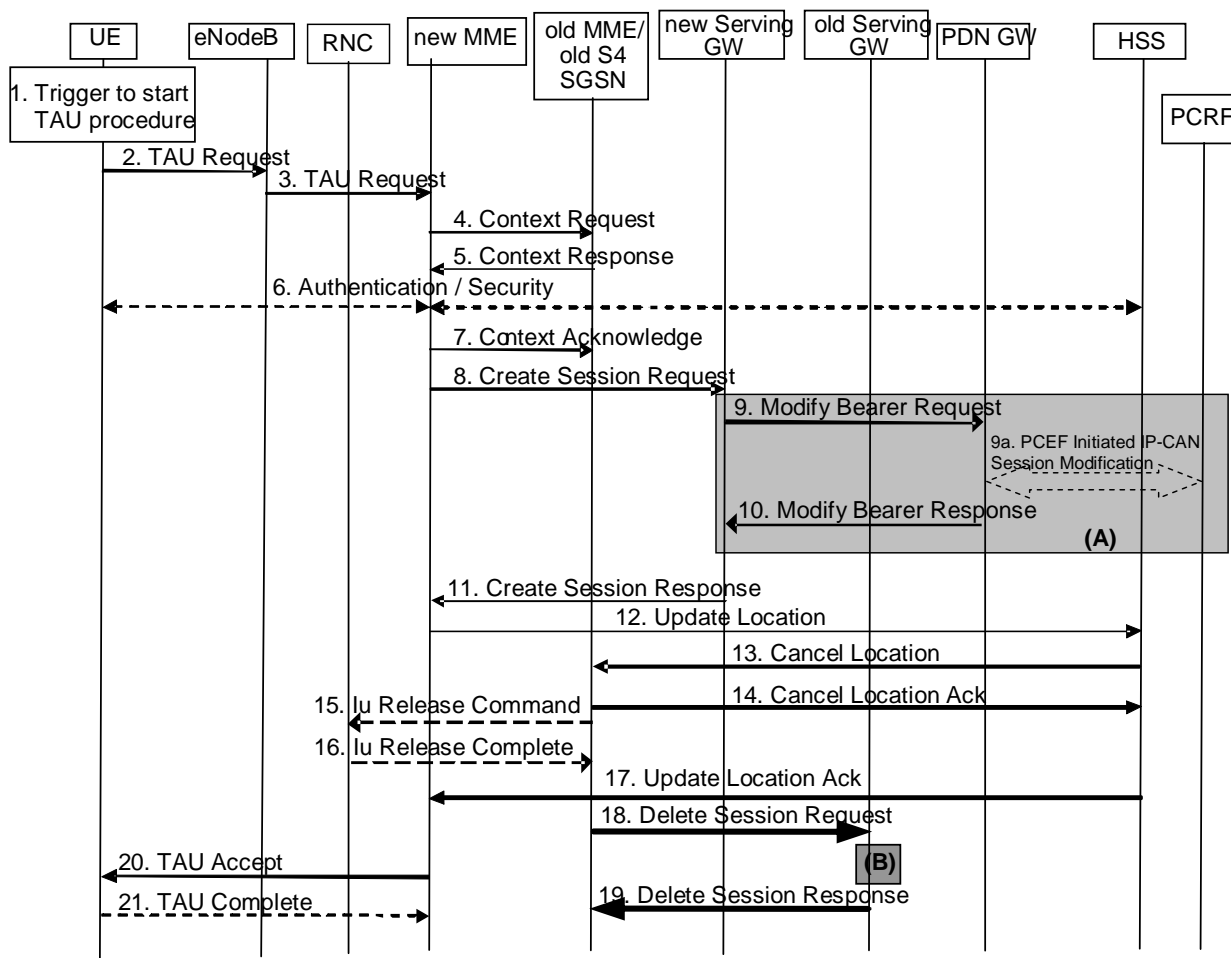 UE
eNodeB
RNC
new MME
old MME/
old S4
SGSN
new Serving
GW
old Serving
GW
PDN GW
HSS
PCRF
1. Trigger to start
TAU procedure
2. TAU Request
3. TAU Request
4. Context Request
5. Context Response
6. Authentication / Security
7. Context Acknowledge
8. Create Session Request
9. Modify Bearer Request
9a. PCEF Initiated IP-CAN
Session Modification
10. Modify Bearer Response
(A)
11. Create Session Response
12. Update Location
13. Cancel Location
14. Cancel Location Ack
15. Iu Release Command
16. Iu Release Complete
17. Update Location Ack
18. Delete Session Request
(B)
19. Delete Session Response
20. TAU Accept
21. TAU Complete